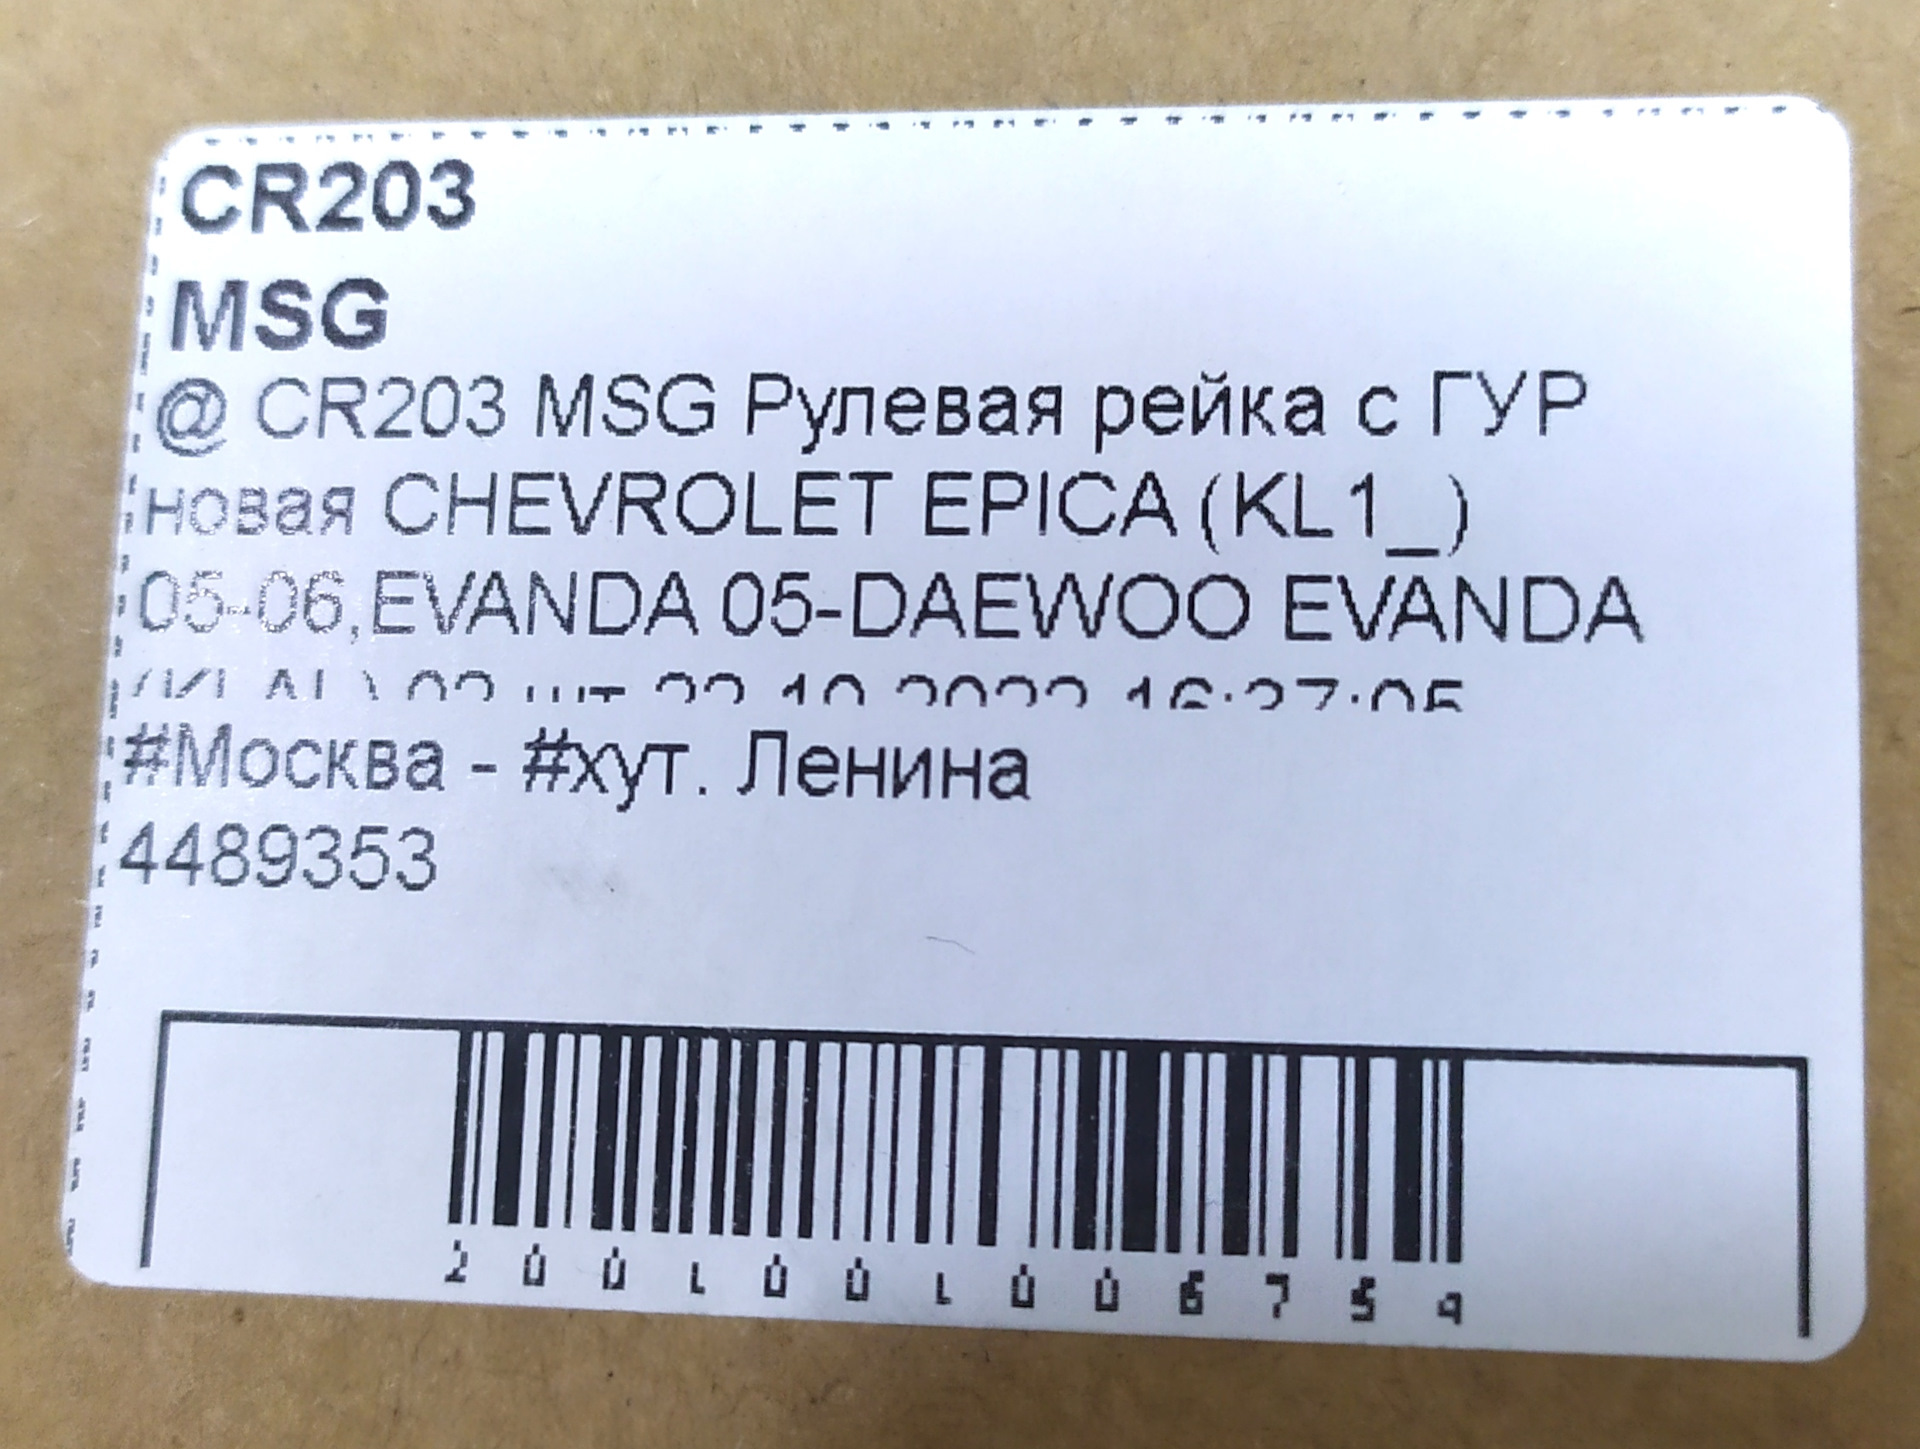 CR203
MSG
@ CR203 MSG Рулевая рейка с ГУР
новая CHEVROLET EPICA (KL1_)
05-06,EVANDA 05-DAEWOO EVANDA
#Москва - #хут. Ленина
4489353
2001001006754